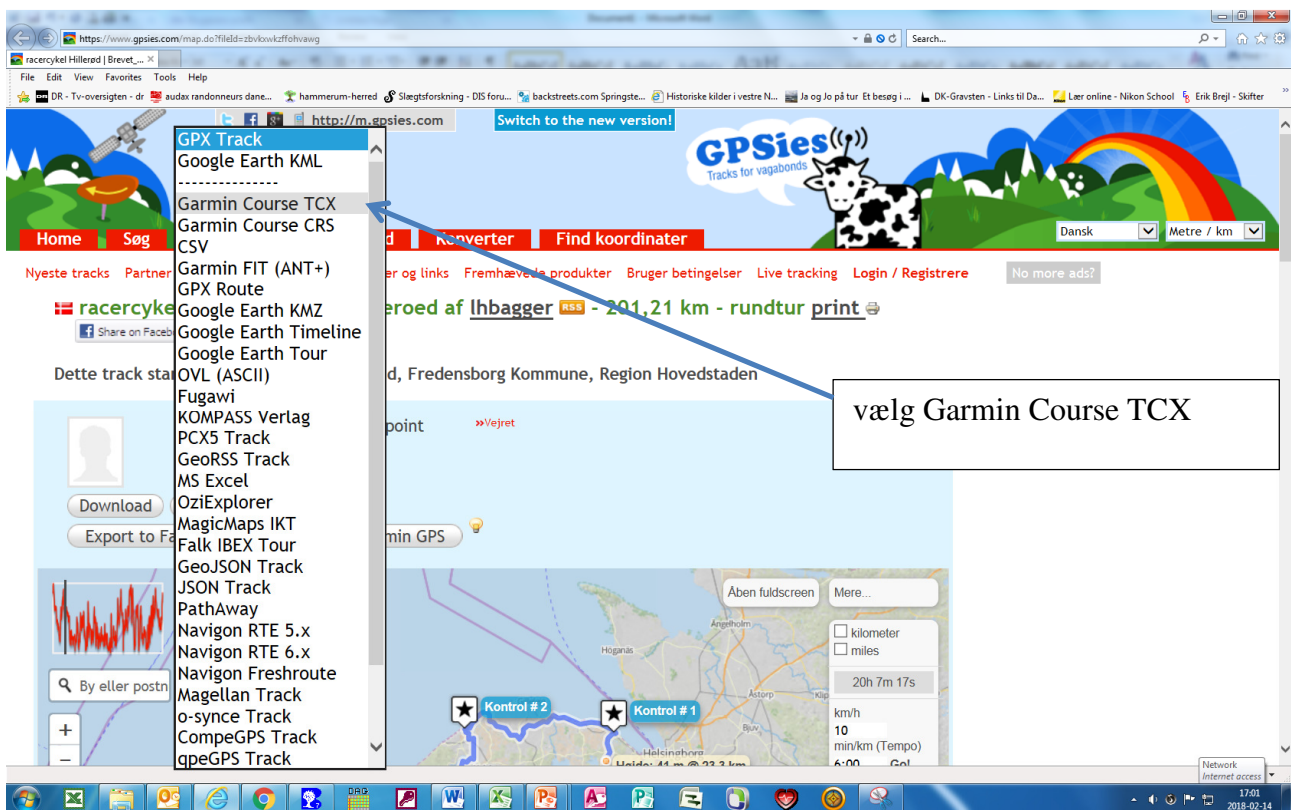 https://www.gpsies.com/map.do?fileId=zbvkxwkzffohvawg
Search...
racercykel Hillerød | Brevet_...
File Edit View Favorites Tools Help
DR - Tv-oversigten - dr
audax randonneurs dane...
hammerum-herred
Slægtsforskning - DIS foru...
backstreets.com Springste...
Historiske kilder i vestre N...
Ja og Jo på tur Et besøg i ...
DK-Gravsten - Links til Da...
Lær online - Nikon School
Erik Brejl - Skifter
http://m.gpsies.com
Switch to the new version!
GPSies
Tracks for vagabonds
Dansk
Metre / km
Home
Søg
d
Konverter
Find koordinater
Nyeste tracks Partner
er og links Fremhævede produkter Bruger betingelser Live tracking Login / Registrere
No more ads?
racercyke
eroed af lhbagger RSS - 201,21 km - rundtur print
Share on Faceb
Dette track star
d, Fredensborg Kommune, Region Hovedstaden
point
»Vejret
Download
Export to Fa
min GPS
GPX Track
Google Earth KML
---------------
Garmin Course TCX
Garmin Course CRS
CSV
Garmin FIT (ANT+)
GPX Route
Google Earth KMZ
Google Earth Timeline
Google Earth Tour
OVL (ASCII)
Fugawi
KOMPASS Verlag
PCX5 Track
GeoRSS Track
MS Excel
OziExplorer
MagicMaps IKT
Falk IBEX Tour
GeoJSON Track
JSON Track
PathAway
Navigon RTE 5.x
Navigon RTE 6.x
Navigon Freshroute
Magellan Track
o-synce Track
CompeGPS Track
qpeGPS Track
vælg Garmin Course TCX
Åben fuldscreen
Mere...
kilometer
miles
20h 7m 17s
km/h
10
min/km (Tempo)
6:00 Go!
By eller postn
+
−
Ängelholm
Höganäs
Åstorp
Klip
Bjuv
Helsingborg
Kontrol # 2
Kontrol # 1
Højde: 41 m @ 23.3 km
Network
Internet access
17:01
2018-02-14